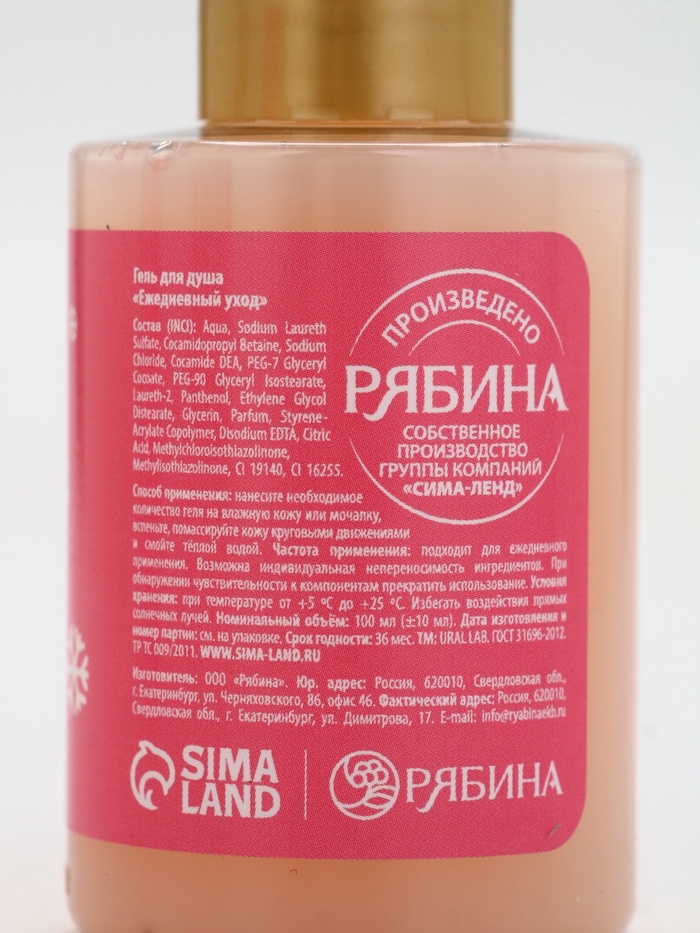 Гель для душа
«Ежедневный уход»
Состав (INCI): Aqua, Sodium Laureth
Sulfate, Cocamidopropyl Betaine, Sodium
Chloride, Cocamide DEA, PEG-7 Glyceryl
Cocoate, PEG-90 Glyceryl Isostearate,
Laureth-2, Panthenol, Ethylene Glycol
Distearate, Glycerin, Parfum, Styrene-
Acrylate Copolymer, Disodium EDTA, Citric
Acid, Methylchloroisothiazolinone,
Methylisothiazolinone, CI 19140, CI 16255.
ПРОИЗВЕДЕНО
РЯБИНА
СОБСТВЕННОЕ
ПРОИЗВОДСТВО
ГРУППЫ КОМПАНИЙ
«СИМА-ЛЕНД»
Способ применения: нанесите необходимое
количество геля на влажную кожу или мочалку,
вспеньте, помассируйте кожу круговыми движениями
и смойте тёплой водой. Частота применения: подходит для ежедневного
применения. Возможна индивидуальная непереносимость ингредиентов. При
обнаружении чувствительности к компонентам прекратить использование. Условия
хранения: при температуре от +5 °С до +25 °С. Избегать воздействия прямых
солнечных лучей. Номинальный объём: 100 мл (±10 мл). Дата изготовления и
номер партии: см. на упаковке. Срок годности: 36 мес. TM: URAL LAB. ГОСТ 31696-2012.
ТР ТС 009/2011. WWW.SIMA-LAND.RU
Изготовитель: ООО «Рябина». Юр. адрес: Россия, 620010, Свердловская обл.,
г. Екатеринбург, ул. Черняховского, 86, офис 46. Фактический адрес: Россия, 620010,
Свердловская обл., г. Екатеринбург, ул. Димитрова, 17. E-mail: info@ryabinaekb.ru
SIMA
LAND
РЯБИНА